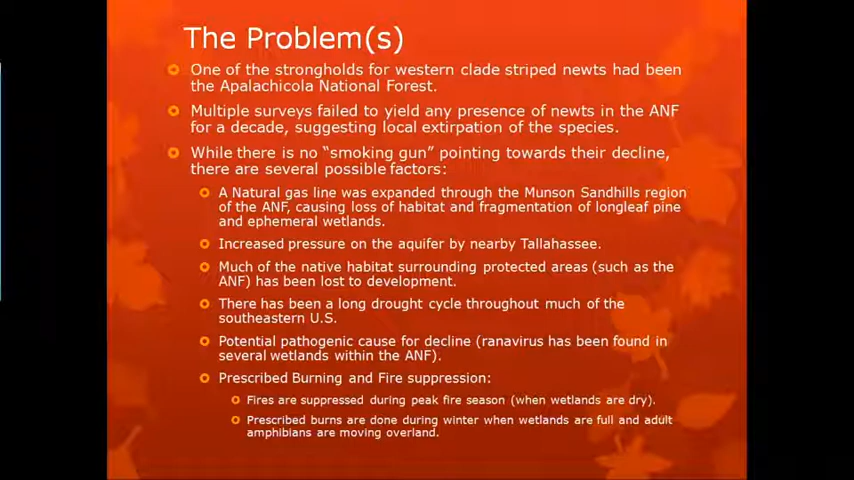 The Problem(s)
One of the strongholds for western clade striped newts had been
the Apalachicola National Forest.
Multiple surveys failed to yield any presence of newts in the ANF
for a decade, suggesting local extirpation of the species.
While there is no “smoking gun” pointing towards their decline,
there are several possible factors:
A Natural gas line was expanded through the Munson Sandhills region
of the ANF, causing loss of habitat and fragmentation of longleaf pine
and ephemeral wetlands.
Increased pressure on the aquifer by nearby Tallahassee.
Much of the native habitat surrounding protected areas (such as the
ANF) has been lost to development.
There has been a long drought cycle throughout much of the
southeastern U.S.
Potential pathogenic cause for decline (ranavirus has been found in
several wetlands within the ANF).
Prescribed Burning and Fire suppression:
Fires are suppressed during peak fire season (when wetlands are dry).
Prescribed burns are done during winter when wetlands are full and adult
amphibians are moving overland.